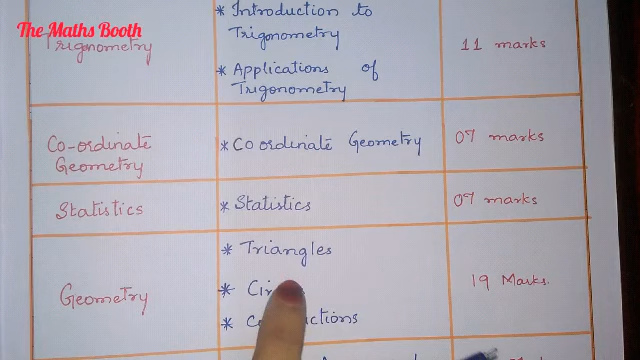 The Maths Booth
Trigonometry
* Introduction to
Trigonometry
* Applications of
Trigonometry
11 marks
Co-ordinate
Geometry
* Coordinate Geometry
07 marks
Statistics
* Statistics
07 marks
Geometry
* Triangles
*
*
19 Marks.